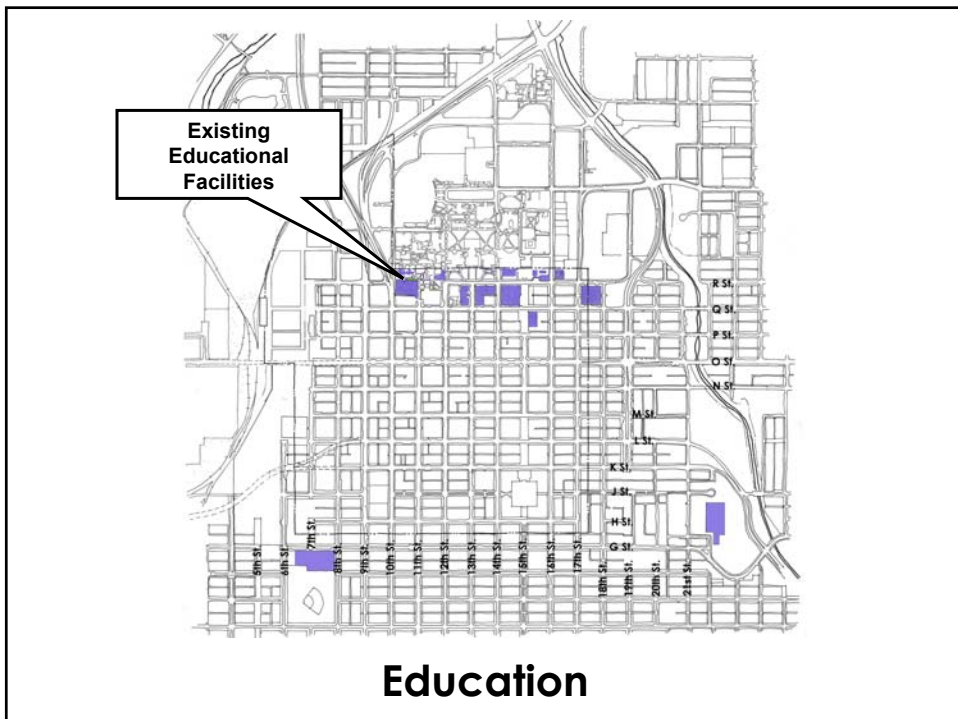 Existing
Educational
Facilities
R St.
Q St.
P St.
O St.
N St.
M St.
L St.
K St.
J St.
H St.
G St.
5th St.
6th St.
7th St.
8th St.
9th St.
10th St.
11th St.
12th St.
13th St.
14th St.
15th St.
16th St.
17th St.
18th St.
19th St.
20th St.
21st St.
Education